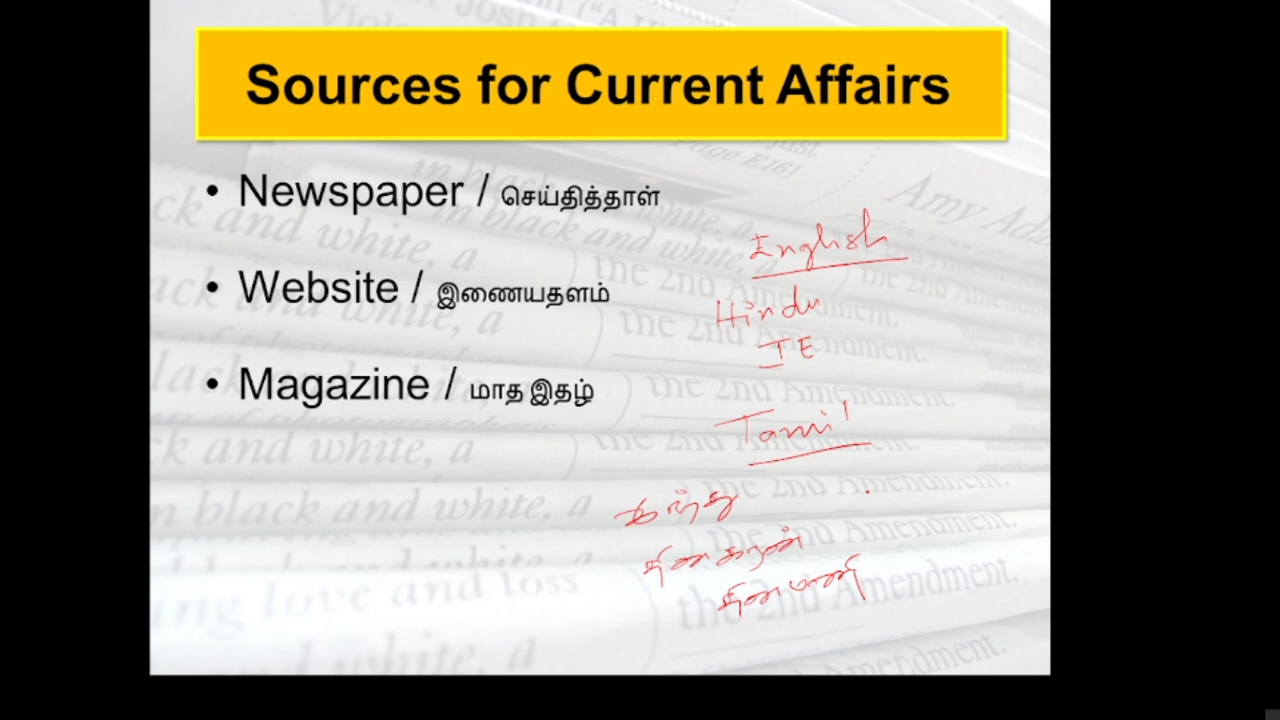 Sources for Current Affairs
• Newspaper / செய்தித்தாள்
• Website / இணையதளம்
• Magazine / மாத இதழ்
English
Hindu
IE
Tamil
இந்து
தினகரன்
தினமணி